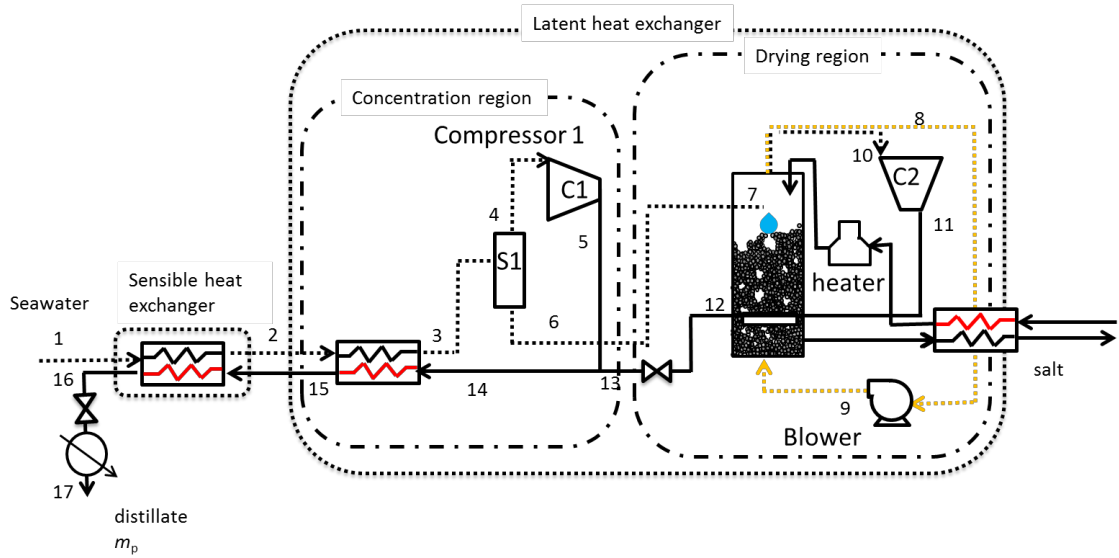 Latent heat exchanger
Drying region
Concentration region
Compressor 1
8
10
C2
C1
7
4
11
5
S1
heater
Sensible heat
exchanger
Seawater
12
6
1
2
3
16
15
14
13
salt
9
Blower
17
distillate
mp